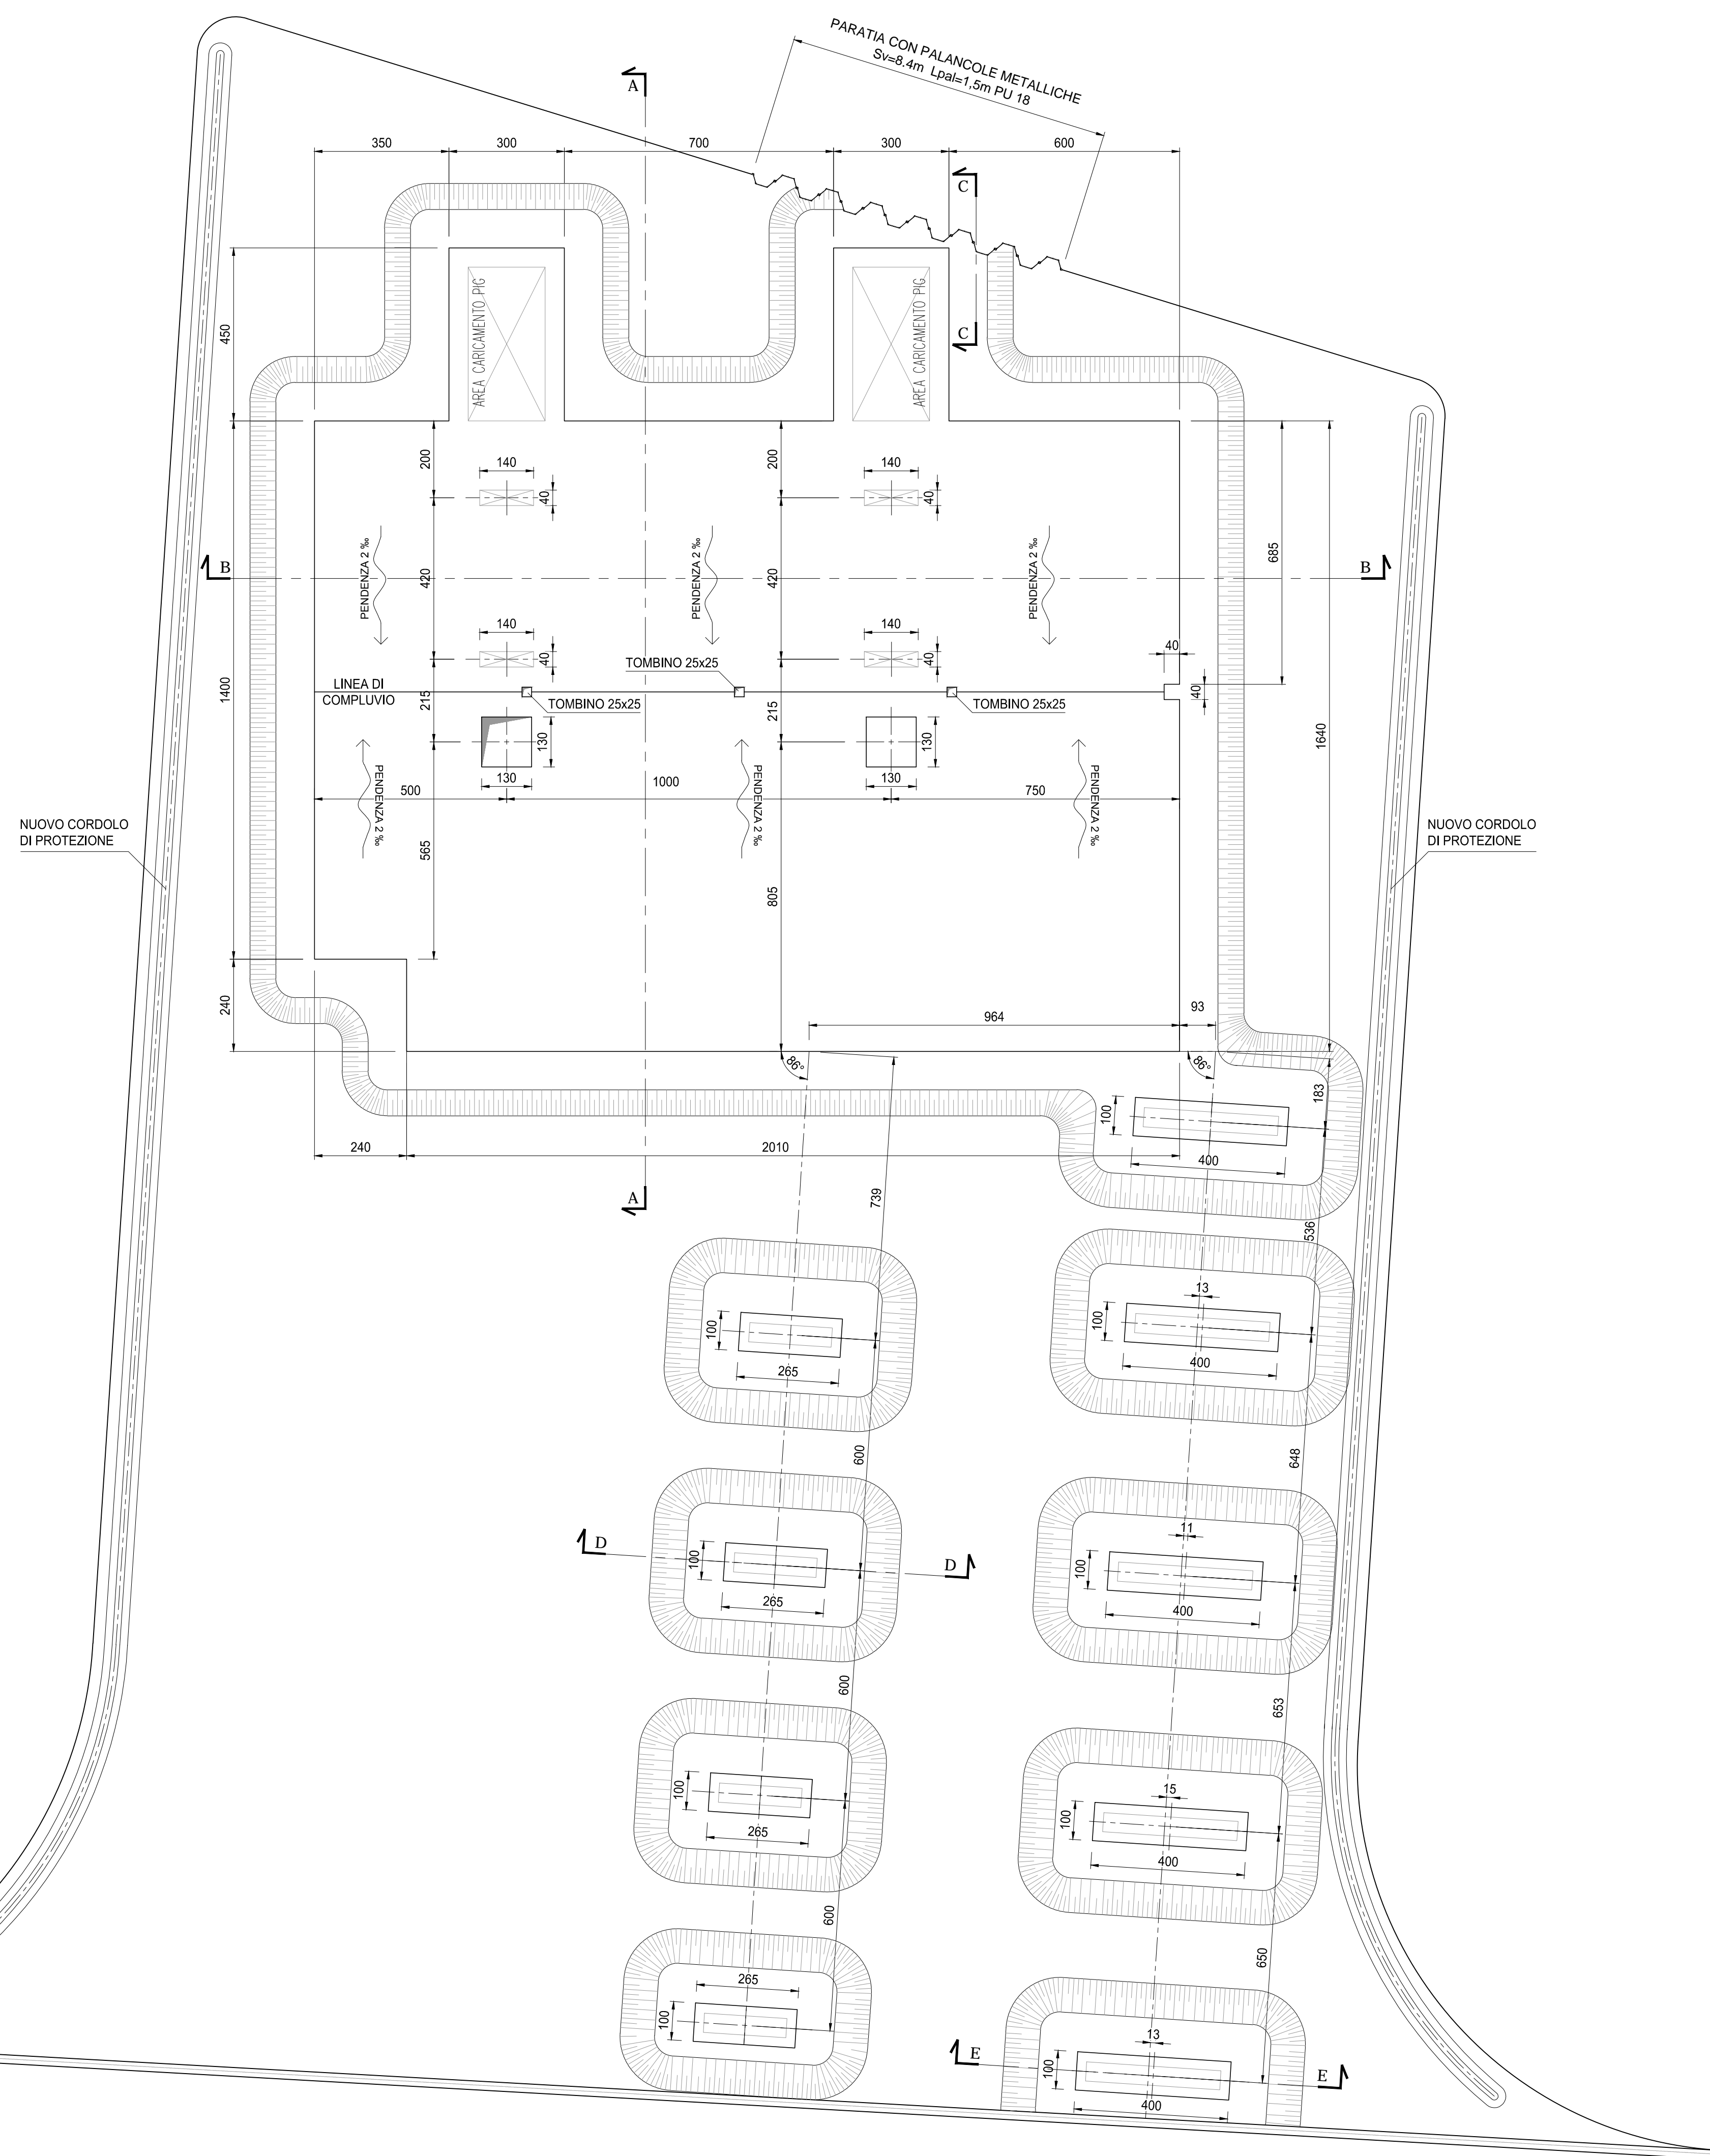 PARATIA CON PALANCOLE METALLICHE
Sv=8.4m Lpal=1,5m PU 18
A
350
300
700
300
600
C
C
450
AREA CARICAMENTO PIG
AREA CARICAMENTO PIG
200
140
40
200
140
40
685
B
B
PENDENZA 2 ‰
420
PENDENZA 2 ‰
420
PENDENZA 2 ‰
140
40
140
40
40
40
TOMBINO 25x25
LINEA DI
COMPLUVIO
TOMBINO 25x25
TOMBINO 25x25
1400
215
215
1640
130
130
130
130
PENDENZA 2 ‰
PENDENZA 2 ‰
PENDENZA 2 ‰
500
1000
750
NUOVO CORDOLO
DI PROTEZIONE
NUOVO CORDOLO
DI PROTEZIONE
565
805
240
964
93
86°
86°
183
100
400
240
2010
A
739
536
13
100
265
100
400
600
648
D
D
11
100
265
100
400
600
653
15
100
265
100
400
600
650
265
100
13
E
E
100
400